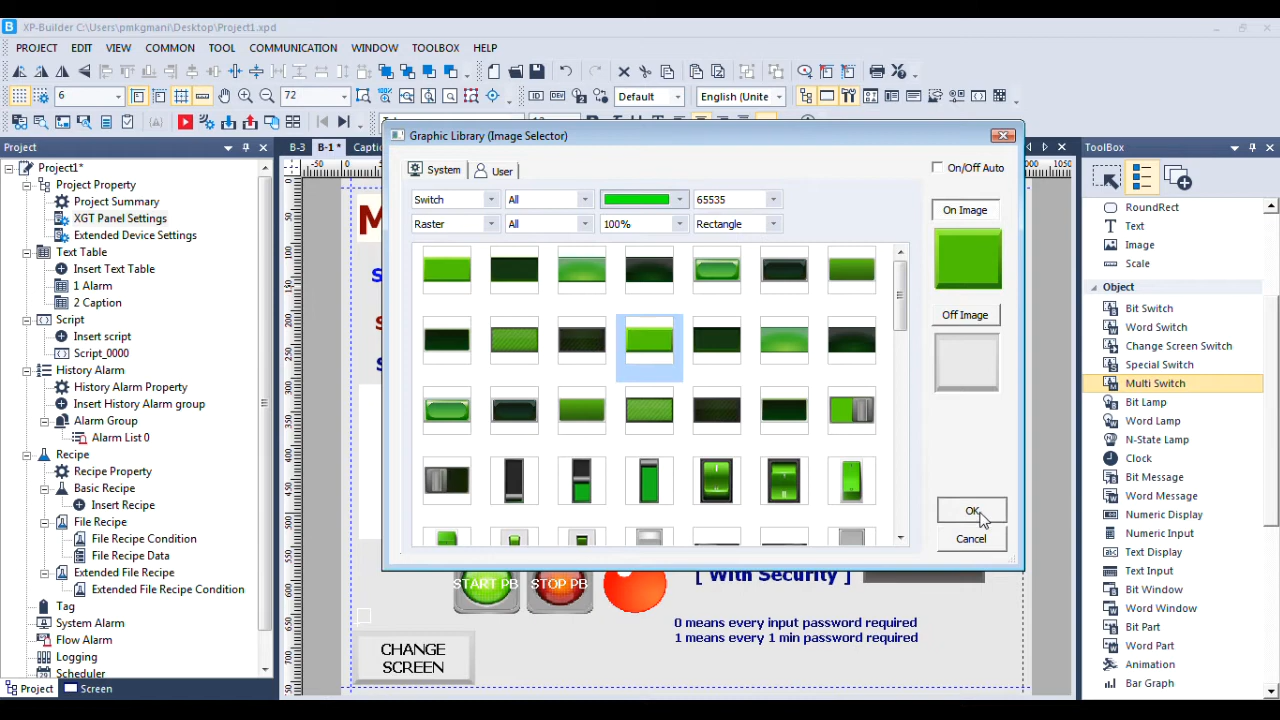 XP-Builder C:\Users\pmkgmani\Desktop\Project1.xpd
PROJECT EDIT VIEW COMMON TOOL COMMUNICATION WINDOW TOOLBOX HELP
6 72 Default English (Unite
Project
B-3 B-1 * Captio
ToolBox
Project1*
Project Property
Project Summary
XGT Panel Settings
Extended Device Settings
Text Table
Insert Text Table
1 Alarm
2 Caption
Script
Insert script
Script_0000
History Alarm
History Alarm Property
Insert History Alarm group
Alarm Group
Alarm List 0
Recipe
Recipe Property
Basic Recipe
Insert Recipe
File Recipe
File Recipe Condition
File Recipe Data
Extended File Recipe
Extended File Recipe Condition
Tag
System Alarm
Flow Alarm
Logging
Scheduler
Project Screen
Graphic Library (Image Selector)
System User
On/Off Auto
Switch All 65535
Raster All 100% Rectangle
On Image
Off Image
OK
Cancel
START PB STOP PB
[ With Security ]
0 means every input password required
1 means every 1 min password required
CHANGE
SCREEN
RoundRect
Text
Image
Scale
Object
Bit Switch
Word Switch
Change Screen Switch
Special Switch
Multi Switch
Bit Lamp
Word Lamp
N-State Lamp
Clock
Bit Message
Word Message
Numeric Display
Numeric Input
Text Display
Text Input
Bit Window
Word Window
Bit Part
Word Part
Animation
Bar Graph